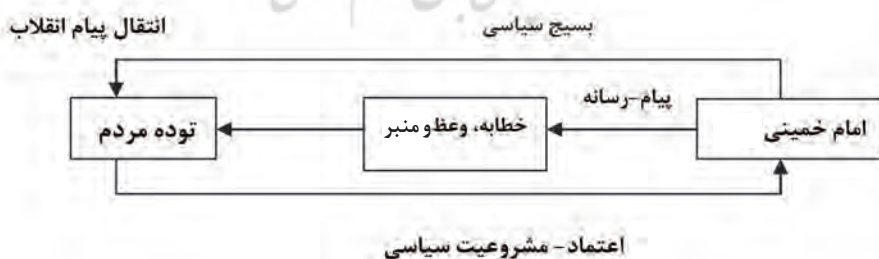 انتقال پیام انقلاب
بسیج سیاسی
پیام-رسانه
امام خمینی
خطابه، وعظ و منبر
توده مردم
اعتماد- مشروعیت سیاسی